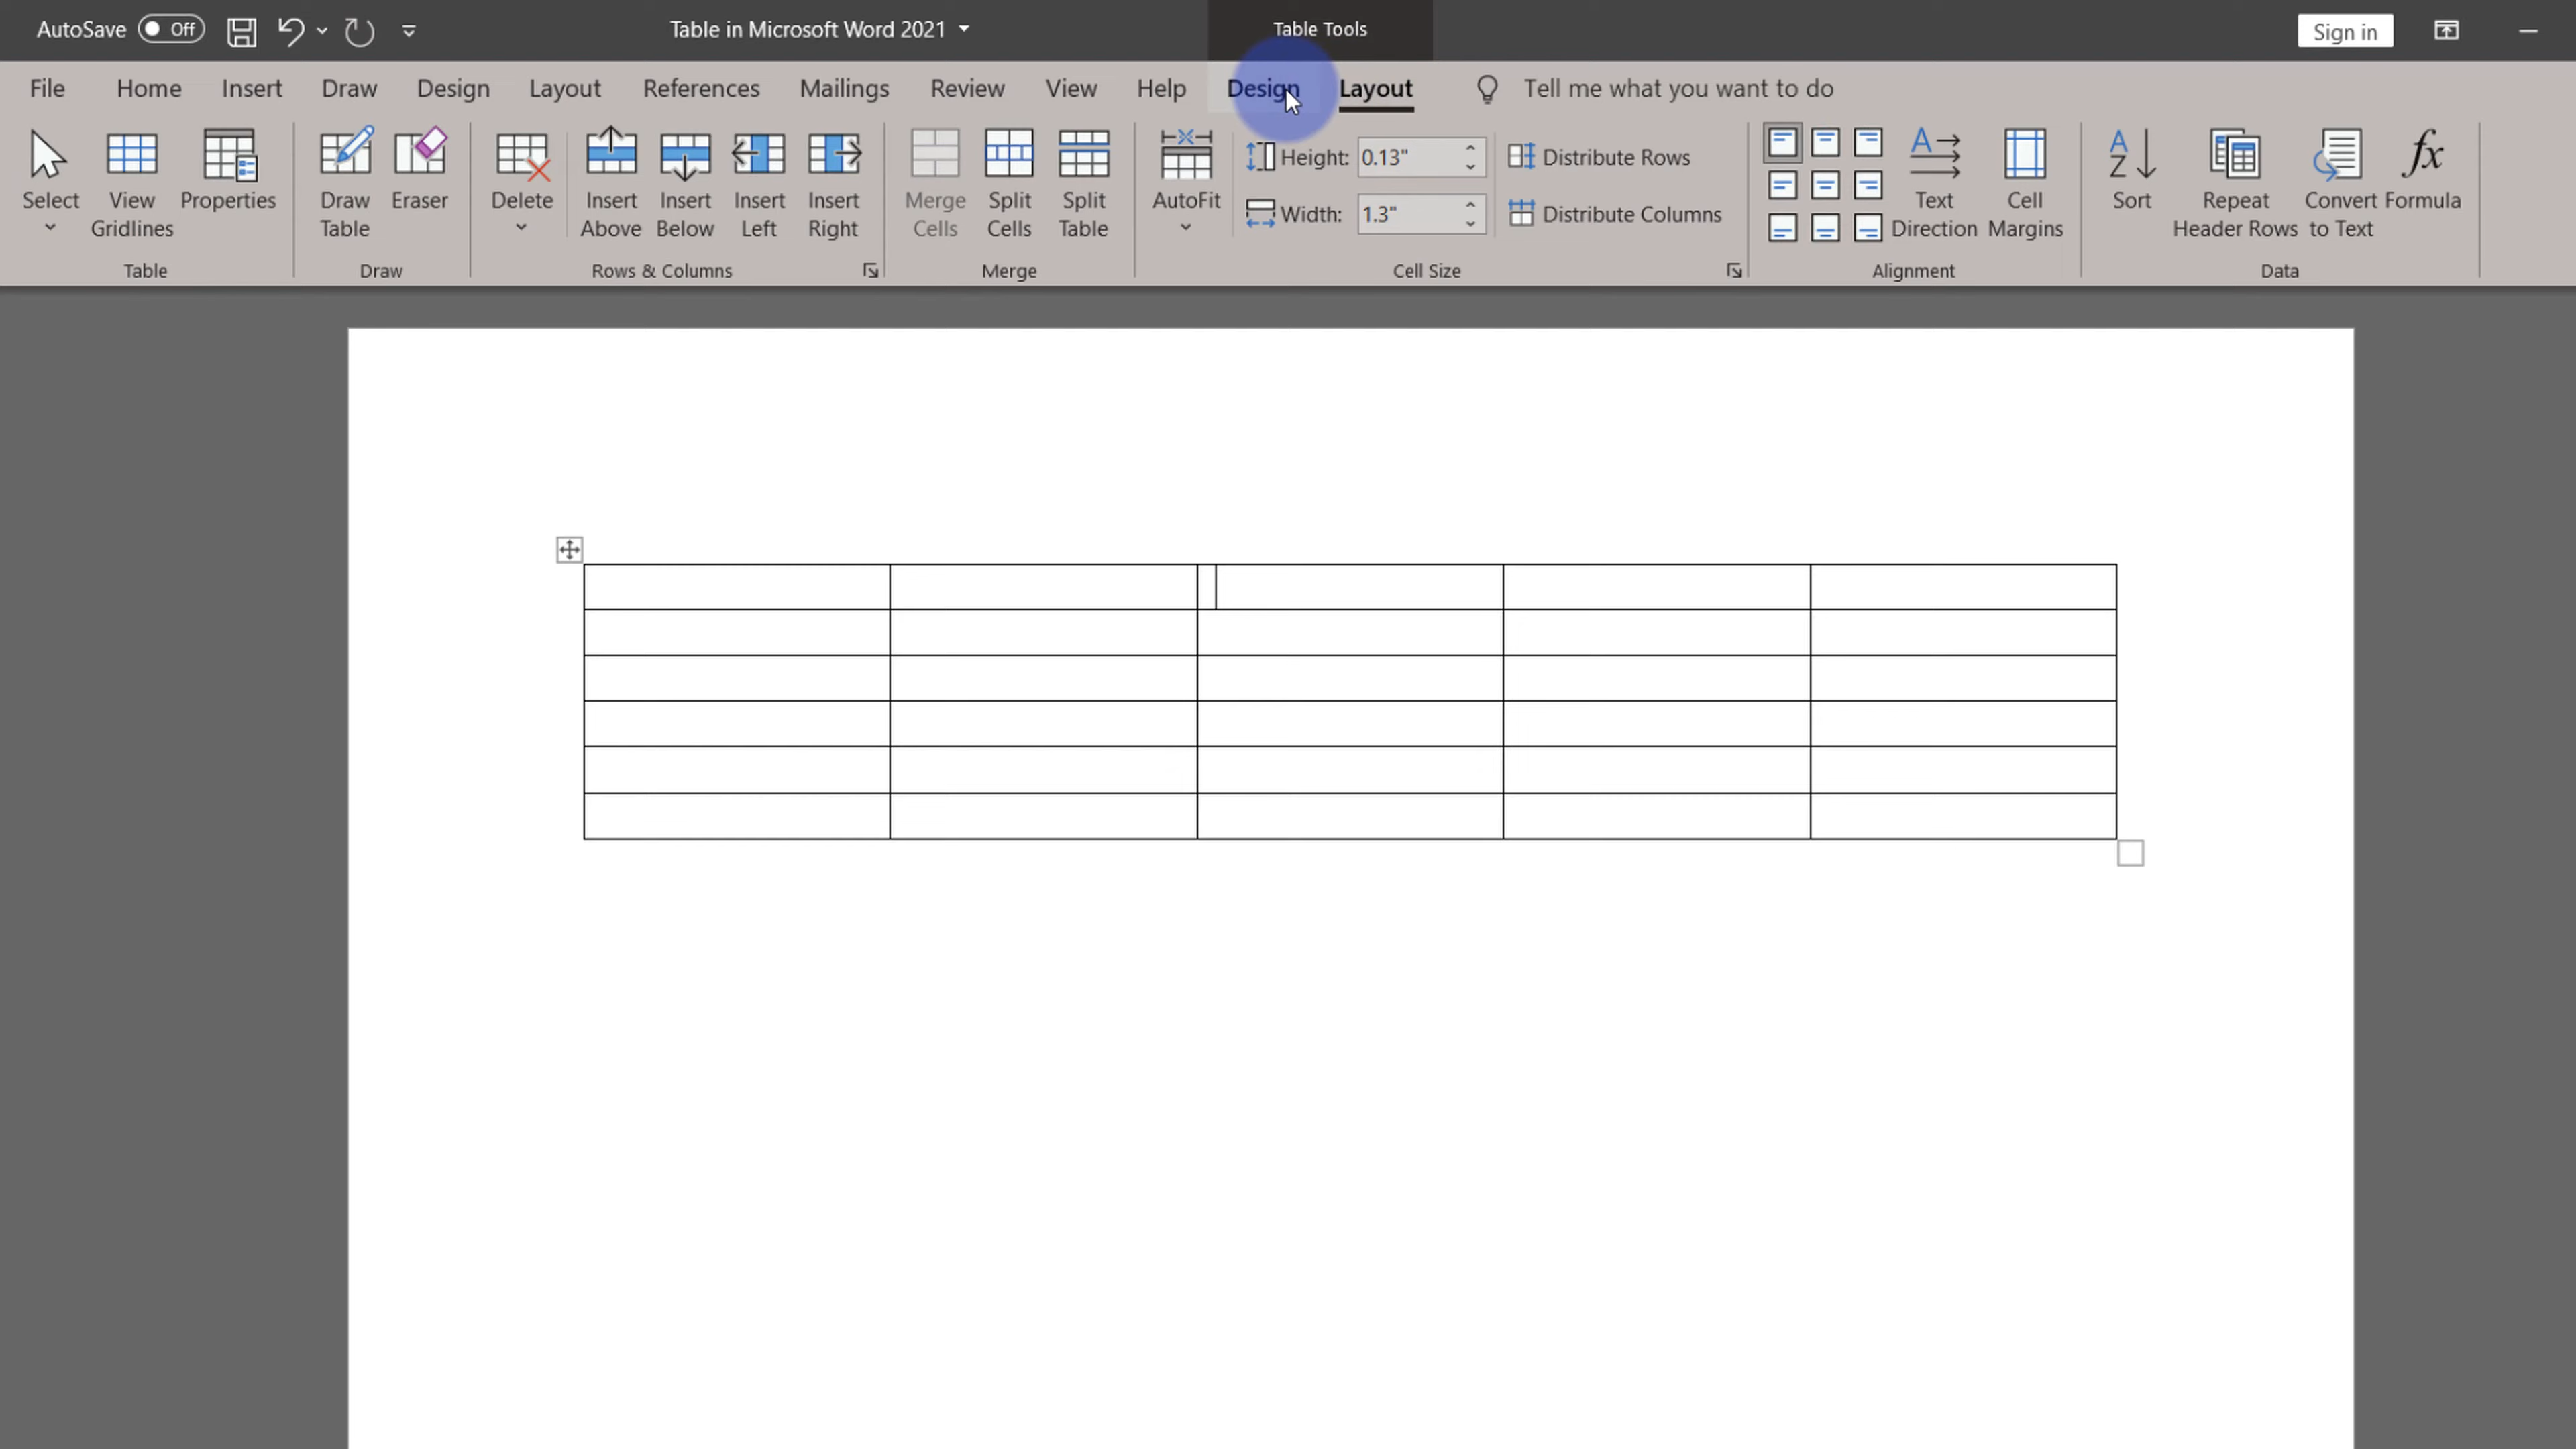 AutoSave Off Table in Microsoft Word 2021 Table Tools Sign in
File Home Insert Draw Design Layout References Mailings Review View Help Design Layout Tell me what you want to do
Select
View
Gridlines
Properties
Table
Draw
Table
Eraser
Draw
Delete
Insert
Above
Insert
Below
Insert
Left
Insert
Right
Rows & Columns
Merge
Cells
Split
Cells
Split
Table
Merge
AutoFit
Height: 0.13"
Width: 1.3"
Distribute Rows
Distribute Columns
Cell Size
Text
Direction
Cell
Margins
Alignment
Sort
Repeat
Header Rows
Convert
to Text
Formula
Data